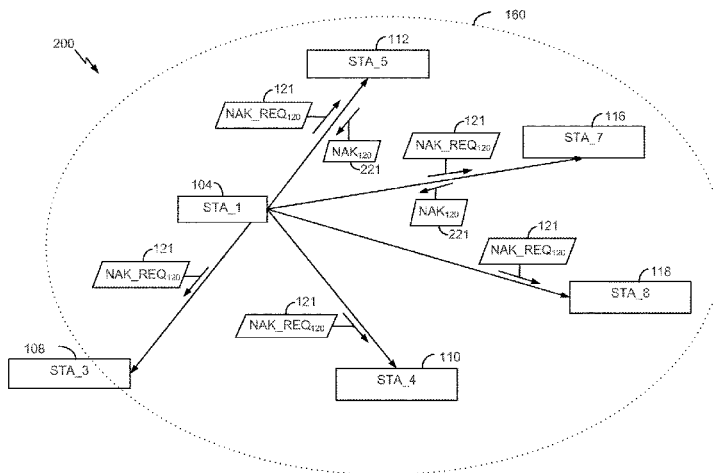 160
200
112
STA_5
121
NAK_REQ120
NAK120
221
121
NAK_REQ120
116
STA_7
104
STA_1
NAK120
221
121
NAK_REQ120
121
NAK_REQ120
118
STA_8
121
NAK_REQ120
108
STA_3
110
STA_4